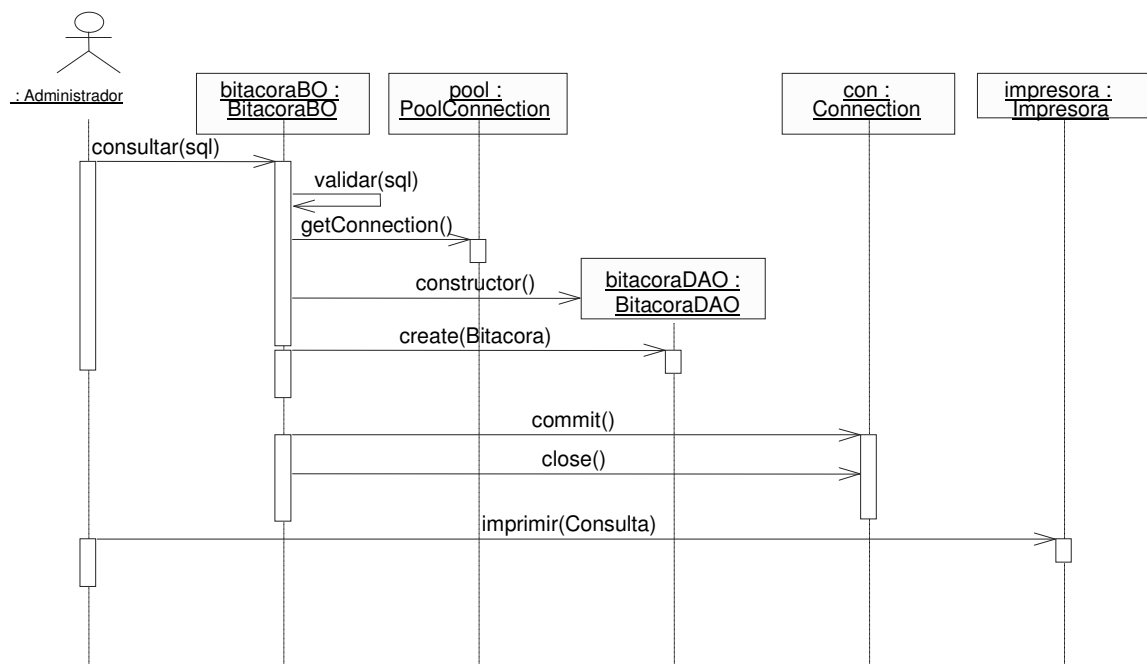 : Administrador
bitacoraBO :
BitacoraBO
pool :
PoolConnection
con :
Connection
impresora :
Impresora
consultar(sql)
validar(sql)
getConnection()
constructor()
bitacoraDAO :
BitacoraDAO
create(Bitacora)
commit()
close()
imprimir(Consulta)